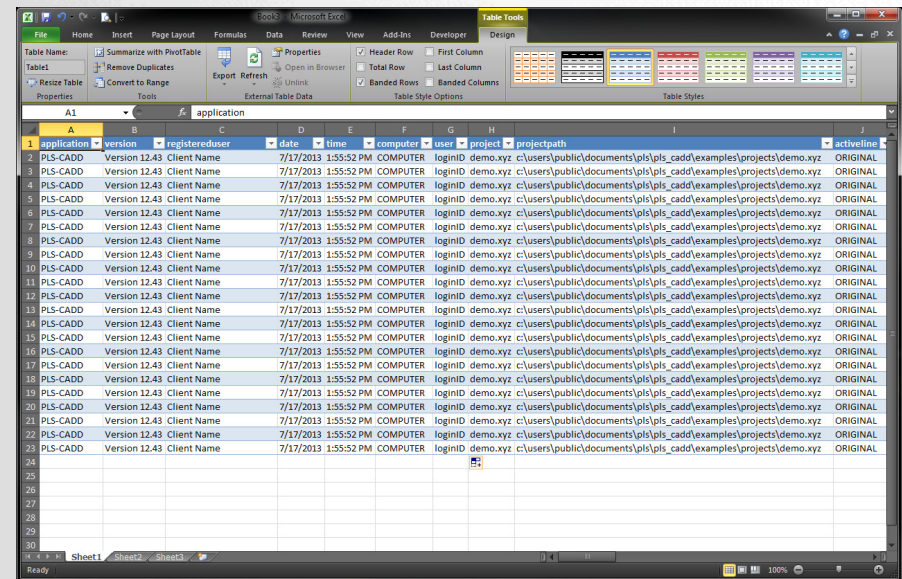 Book3 - Microsoft Excel Table Tools
File Home Insert Page Layout Formulas Data Review View Add-Ins Developer Design
Table Name: Summarize with PivotTable Properties Header Row First Column
Table1 Remove Duplicates Export Refresh Open in Browser Total Row Last Column
Resize Table Convert to Range Unlink Banded Rows Banded Columns
Properties Tools External Table Data Table Style Options Table Styles
A1 fx application
A B C D E F G H I J
1 application version registereduser date time computer user project projectpath activeline
2 PLS-CADD Version 12.43 Client Name 7/17/2013 1:55:52 PM COMPUTER loginID demo.xyz c:\users\public\documents\pls\pls_cadd\examples\projects\demo.xyz ORIGINAL
3 PLS-CADD Version 12.43 Client Name 7/17/2013 1:55:52 PM COMPUTER loginID demo.xyz c:\users\public\documents\pls\pls_cadd\examples\projects\demo.xyz ORIGINAL
4 PLS-CADD Version 12.43 Client Name 7/17/2013 1:55:52 PM COMPUTER loginID demo.xyz c:\users\public\documents\pls\pls_cadd\examples\projects\demo.xyz ORIGINAL
5 PLS-CADD Version 12.43 Client Name 7/17/2013 1:55:52 PM COMPUTER loginID demo.xyz c:\users\public\documents\pls\pls_cadd\examples\projects\demo.xyz ORIGINAL
6 PLS-CADD Version 12.43 Client Name 7/17/2013 1:55:52 PM COMPUTER loginID demo.xyz c:\users\public\documents\pls\pls_cadd\examples\projects\demo.xyz ORIGINAL
7 PLS-CADD Version 12.43 Client Name 7/17/2013 1:55:52 PM COMPUTER loginID demo.xyz c:\users\public\documents\pls\pls_cadd\examples\projects\demo.xyz ORIGINAL
8 PLS-CADD Version 12.43 Client Name 7/17/2013 1:55:52 PM COMPUTER loginID demo.xyz c:\users\public\documents\pls\pls_cadd\examples\projects\demo.xyz ORIGINAL
9 PLS-CADD Version 12.43 Client Name 7/17/2013 1:55:52 PM COMPUTER loginID demo.xyz c:\users\public\documents\pls\pls_cadd\examples\projects\demo.xyz ORIGINAL
10 PLS-CADD Version 12.43 Client Name 7/17/2013 1:55:52 PM COMPUTER loginID demo.xyz c:\users\public\documents\pls\pls_cadd\examples\projects\demo.xyz ORIGINAL
11 PLS-CADD Version 12.43 Client Name 7/17/2013 1:55:52 PM COMPUTER loginID demo.xyz c:\users\public\documents\pls\pls_cadd\examples\projects\demo.xyz ORIGINAL
12 PLS-CADD Version 12.43 Client Name 7/17/2013 1:55:52 PM COMPUTER loginID demo.xyz c:\users\public\documents\pls\pls_cadd\examples\projects\demo.xyz ORIGINAL
13 PLS-CADD Version 12.43 Client Name 7/17/2013 1:55:52 PM COMPUTER loginID demo.xyz c:\users\public\documents\pls\pls_cadd\examples\projects\demo.xyz ORIGINAL
14 PLS-CADD Version 12.43 Client Name 7/17/2013 1:55:52 PM COMPUTER loginID demo.xyz c:\users\public\documents\pls\pls_cadd\examples\projects\demo.xyz ORIGINAL
15 PLS-CADD Version 12.43 Client Name 7/17/2013 1:55:52 PM COMPUTER loginID demo.xyz c:\users\public\documents\pls\pls_cadd\examples\projects\demo.xyz ORIGINAL
16 PLS-CADD Version 12.43 Client Name 7/17/2013 1:55:52 PM COMPUTER loginID demo.xyz c:\users\public\documents\pls\pls_cadd\examples\projects\demo.xyz ORIGINAL
17 PLS-CADD Version 12.43 Client Name 7/17/2013 1:55:52 PM COMPUTER loginID demo.xyz c:\users\public\documents\pls\pls_cadd\examples\projects\demo.xyz ORIGINAL
18 PLS-CADD Version 12.43 Client Name 7/17/2013 1:55:52 PM COMPUTER loginID demo.xyz c:\users\public\documents\pls\pls_cadd\examples\projects\demo.xyz ORIGINAL
19 PLS-CADD Version 12.43 Client Name 7/17/2013 1:55:52 PM COMPUTER loginID demo.xyz c:\users\public\documents\pls\pls_cadd\examples\projects\demo.xyz ORIGINAL
20 PLS-CADD Version 12.43 Client Name 7/17/2013 1:55:52 PM COMPUTER loginID demo.xyz c:\users\public\documents\pls\pls_cadd\examples\projects\demo.xyz ORIGINAL
21 PLS-CADD Version 12.43 Client Name 7/17/2013 1:55:52 PM COMPUTER loginID demo.xyz c:\users\public\documents\pls\pls_cadd\examples\projects\demo.xyz ORIGINAL
22 PLS-CADD Version 12.43 Client Name 7/17/2013 1:55:52 PM COMPUTER loginID demo.xyz c:\users\public\documents\pls\pls_cadd\examples\projects\demo.xyz ORIGINAL
23 PLS-CADD Version 12.43 Client Name 7/17/2013 1:55:52 PM COMPUTER loginID demo.xyz c:\users\public\documents\pls\pls_cadd\examples\projects\demo.xyz ORIGINAL
24
25
26
27
28
29
30
Sheet1 Sheet2 Sheet3
Ready 100%